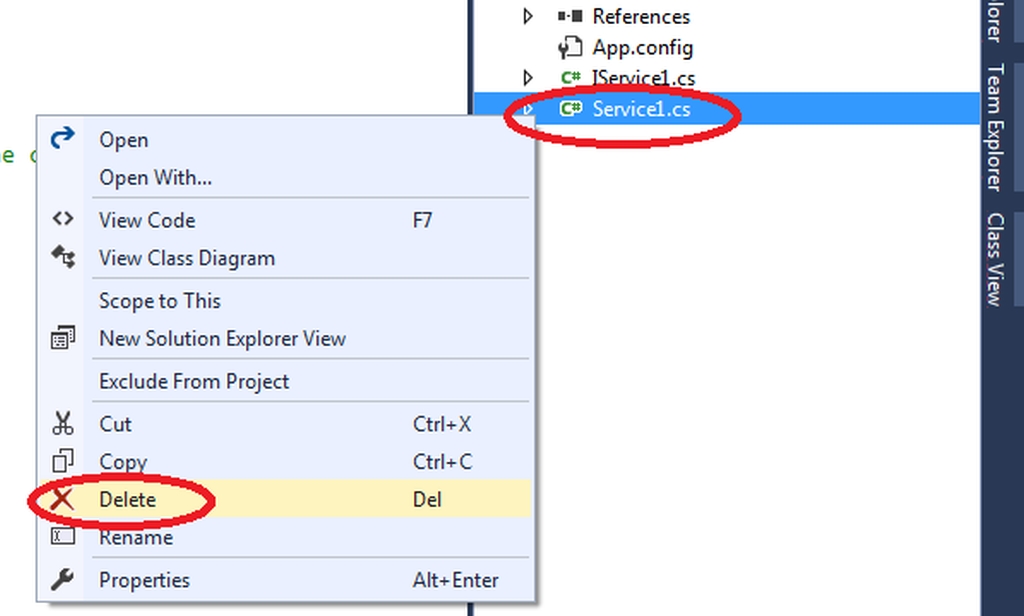 References
App.config
C# IService1.cs
C# Service1.cs
e
Open
Open With...
View Code F7
View Class Diagram
Scope to This
New Solution Explorer View
Exclude From Project
Cut Ctrl+X
Copy Ctrl+C
Delete Del
Rename
Properties Alt+Enter
lorer
Team Explorer
Class View